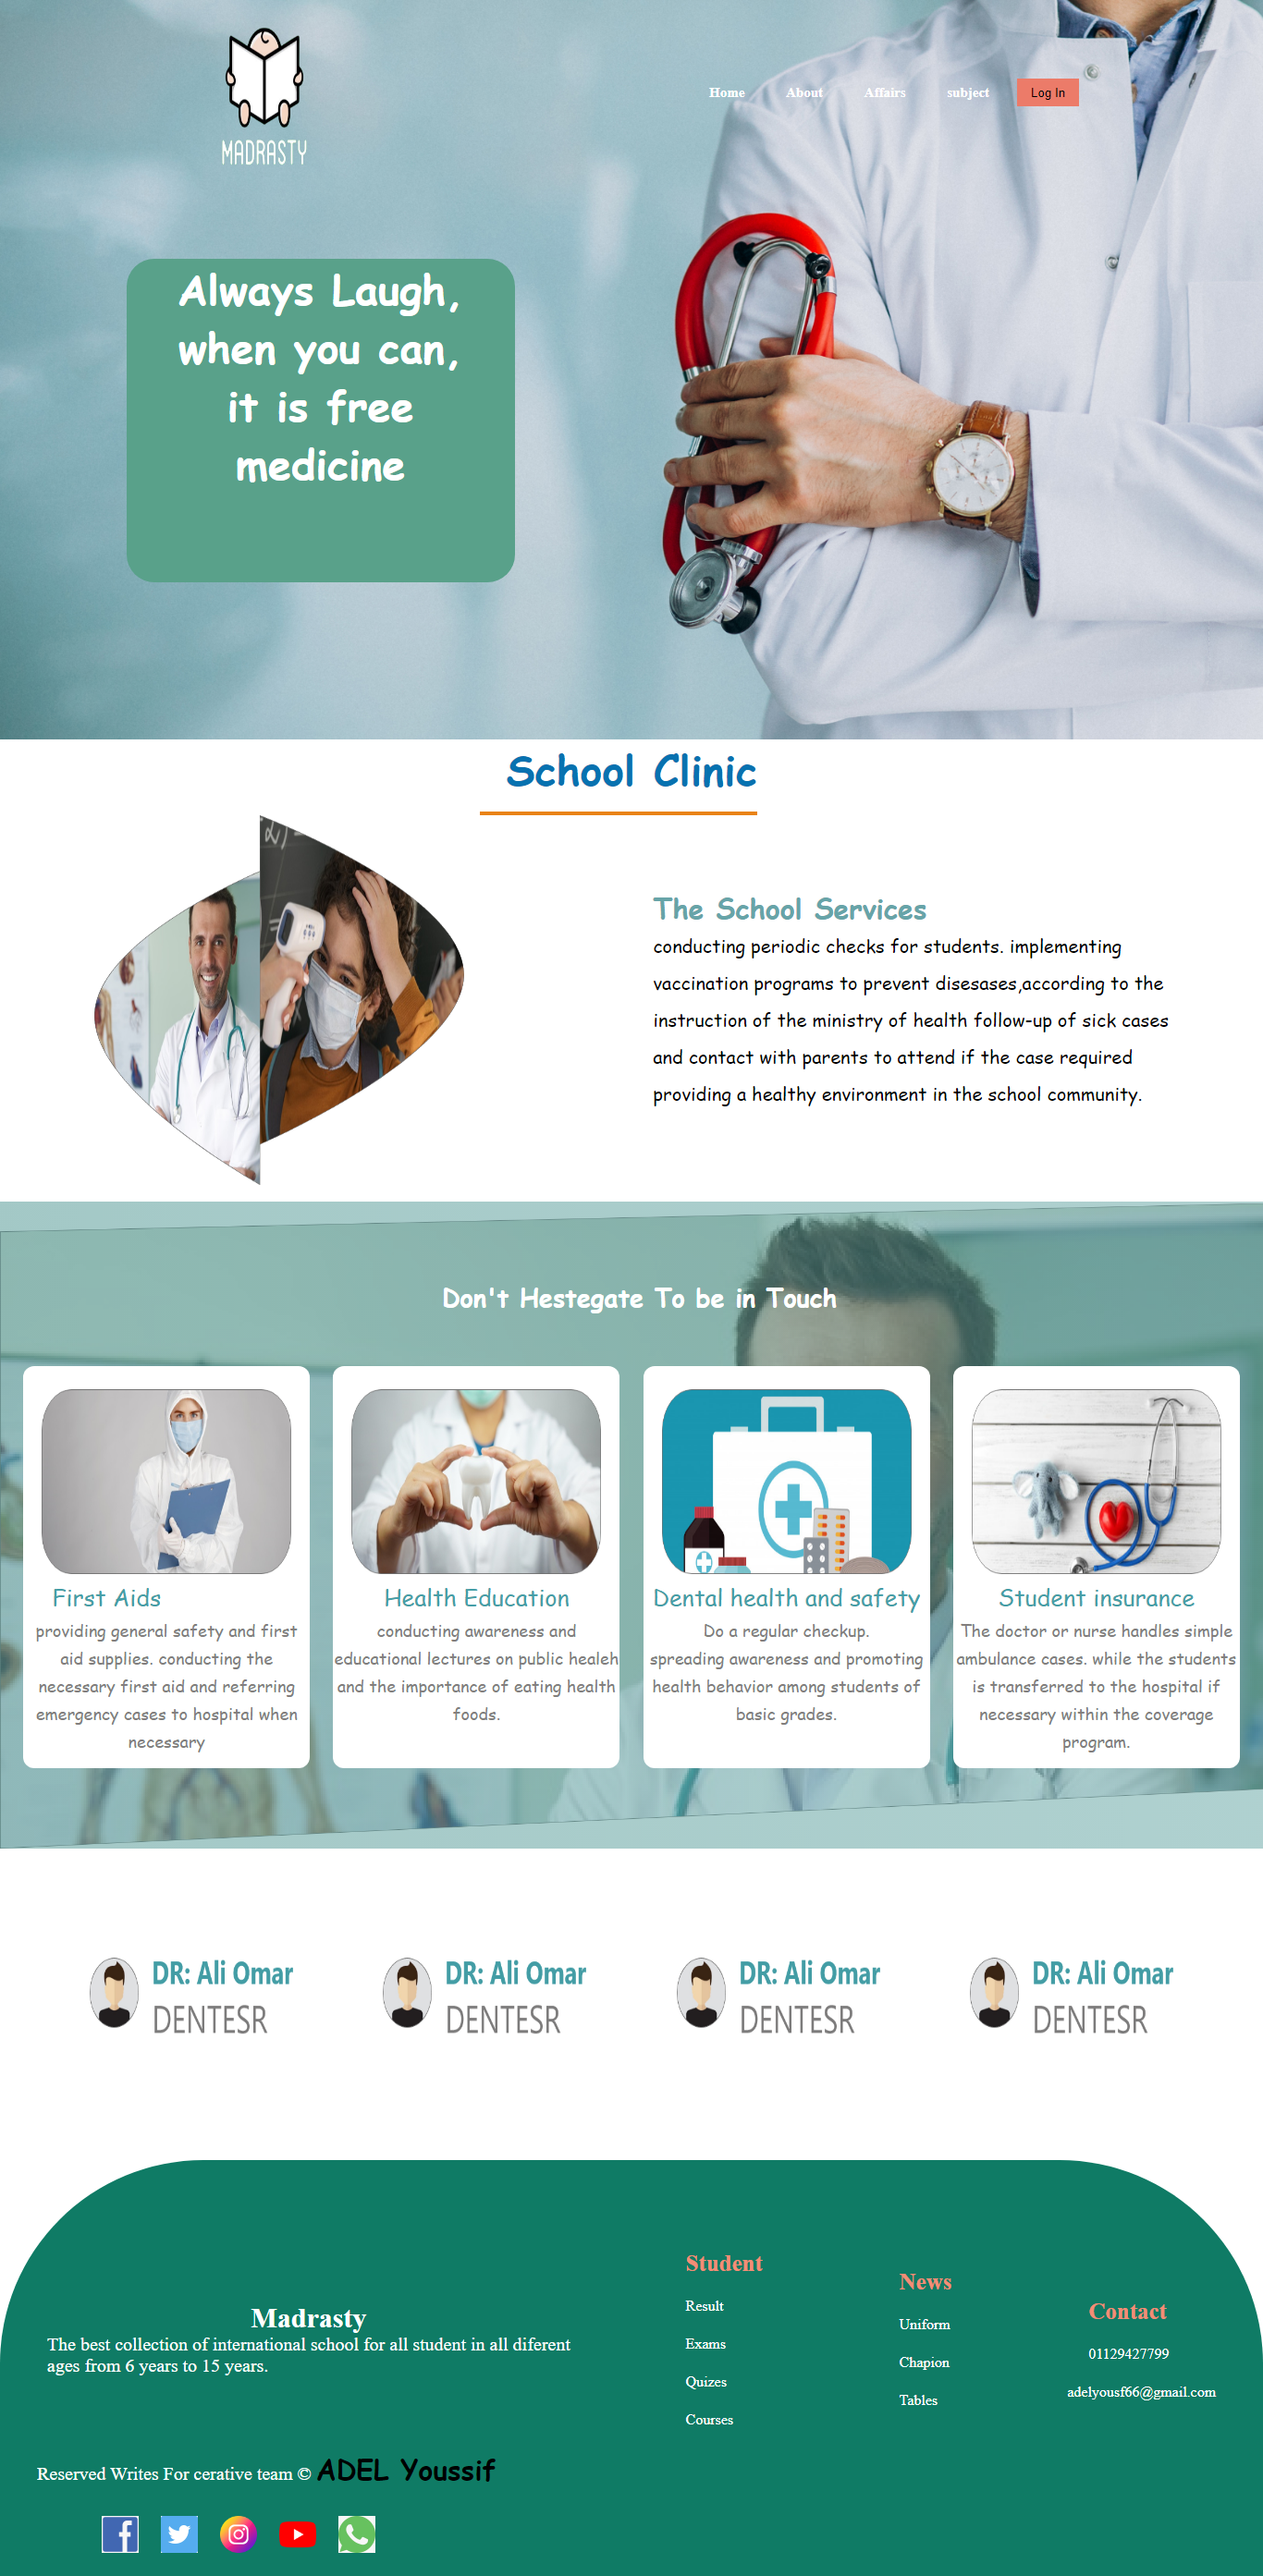 MADRASTY
Home
About
Affairs
subject
Log In
Always Laugh,
when you can,
it is free
medicine
School Clinic
The School Services
conducting periodic checks for students. implementing
vaccination programs to prevent disesases,according to the
instruction of the ministry of health follow-up of sick cases
and contact with parents to attend if the case required
providing a healthy environment in the school community.
Don't Hestegate To be in Touch
First Aids
providing general safety and first
aid supplies. conducting the
necessary first aid and referring
emergency cases to hospital when
necessary
Health Education
conducting awareness and
educational lectures on public healeh
and the importance of eating health
foods.
Dental health and safety
Do a regular checkup.
spreading awareness and promoting
health behavior among students of
basic grades.
Student insurance
The doctor or nurse handles simple
ambulance cases. while the students
is transferred to the hospital if
necessary within the coverage
program.
DR: Ali Omar
DENTESR
DR: Ali Omar
DENTESR
DR: Ali Omar
DENTESR
DR: Ali Omar
DENTESR
Madrasty
The best collection of international school for all student in all diferent
ages from 6 years to 15 years.
Student
Result
Exams
Quizes
Courses
News
Uniform
Chapion
Tables
Contact
01129427799
adelyousf66@gmail.com
Reserved Writes For cerative team © ADEL Youssif